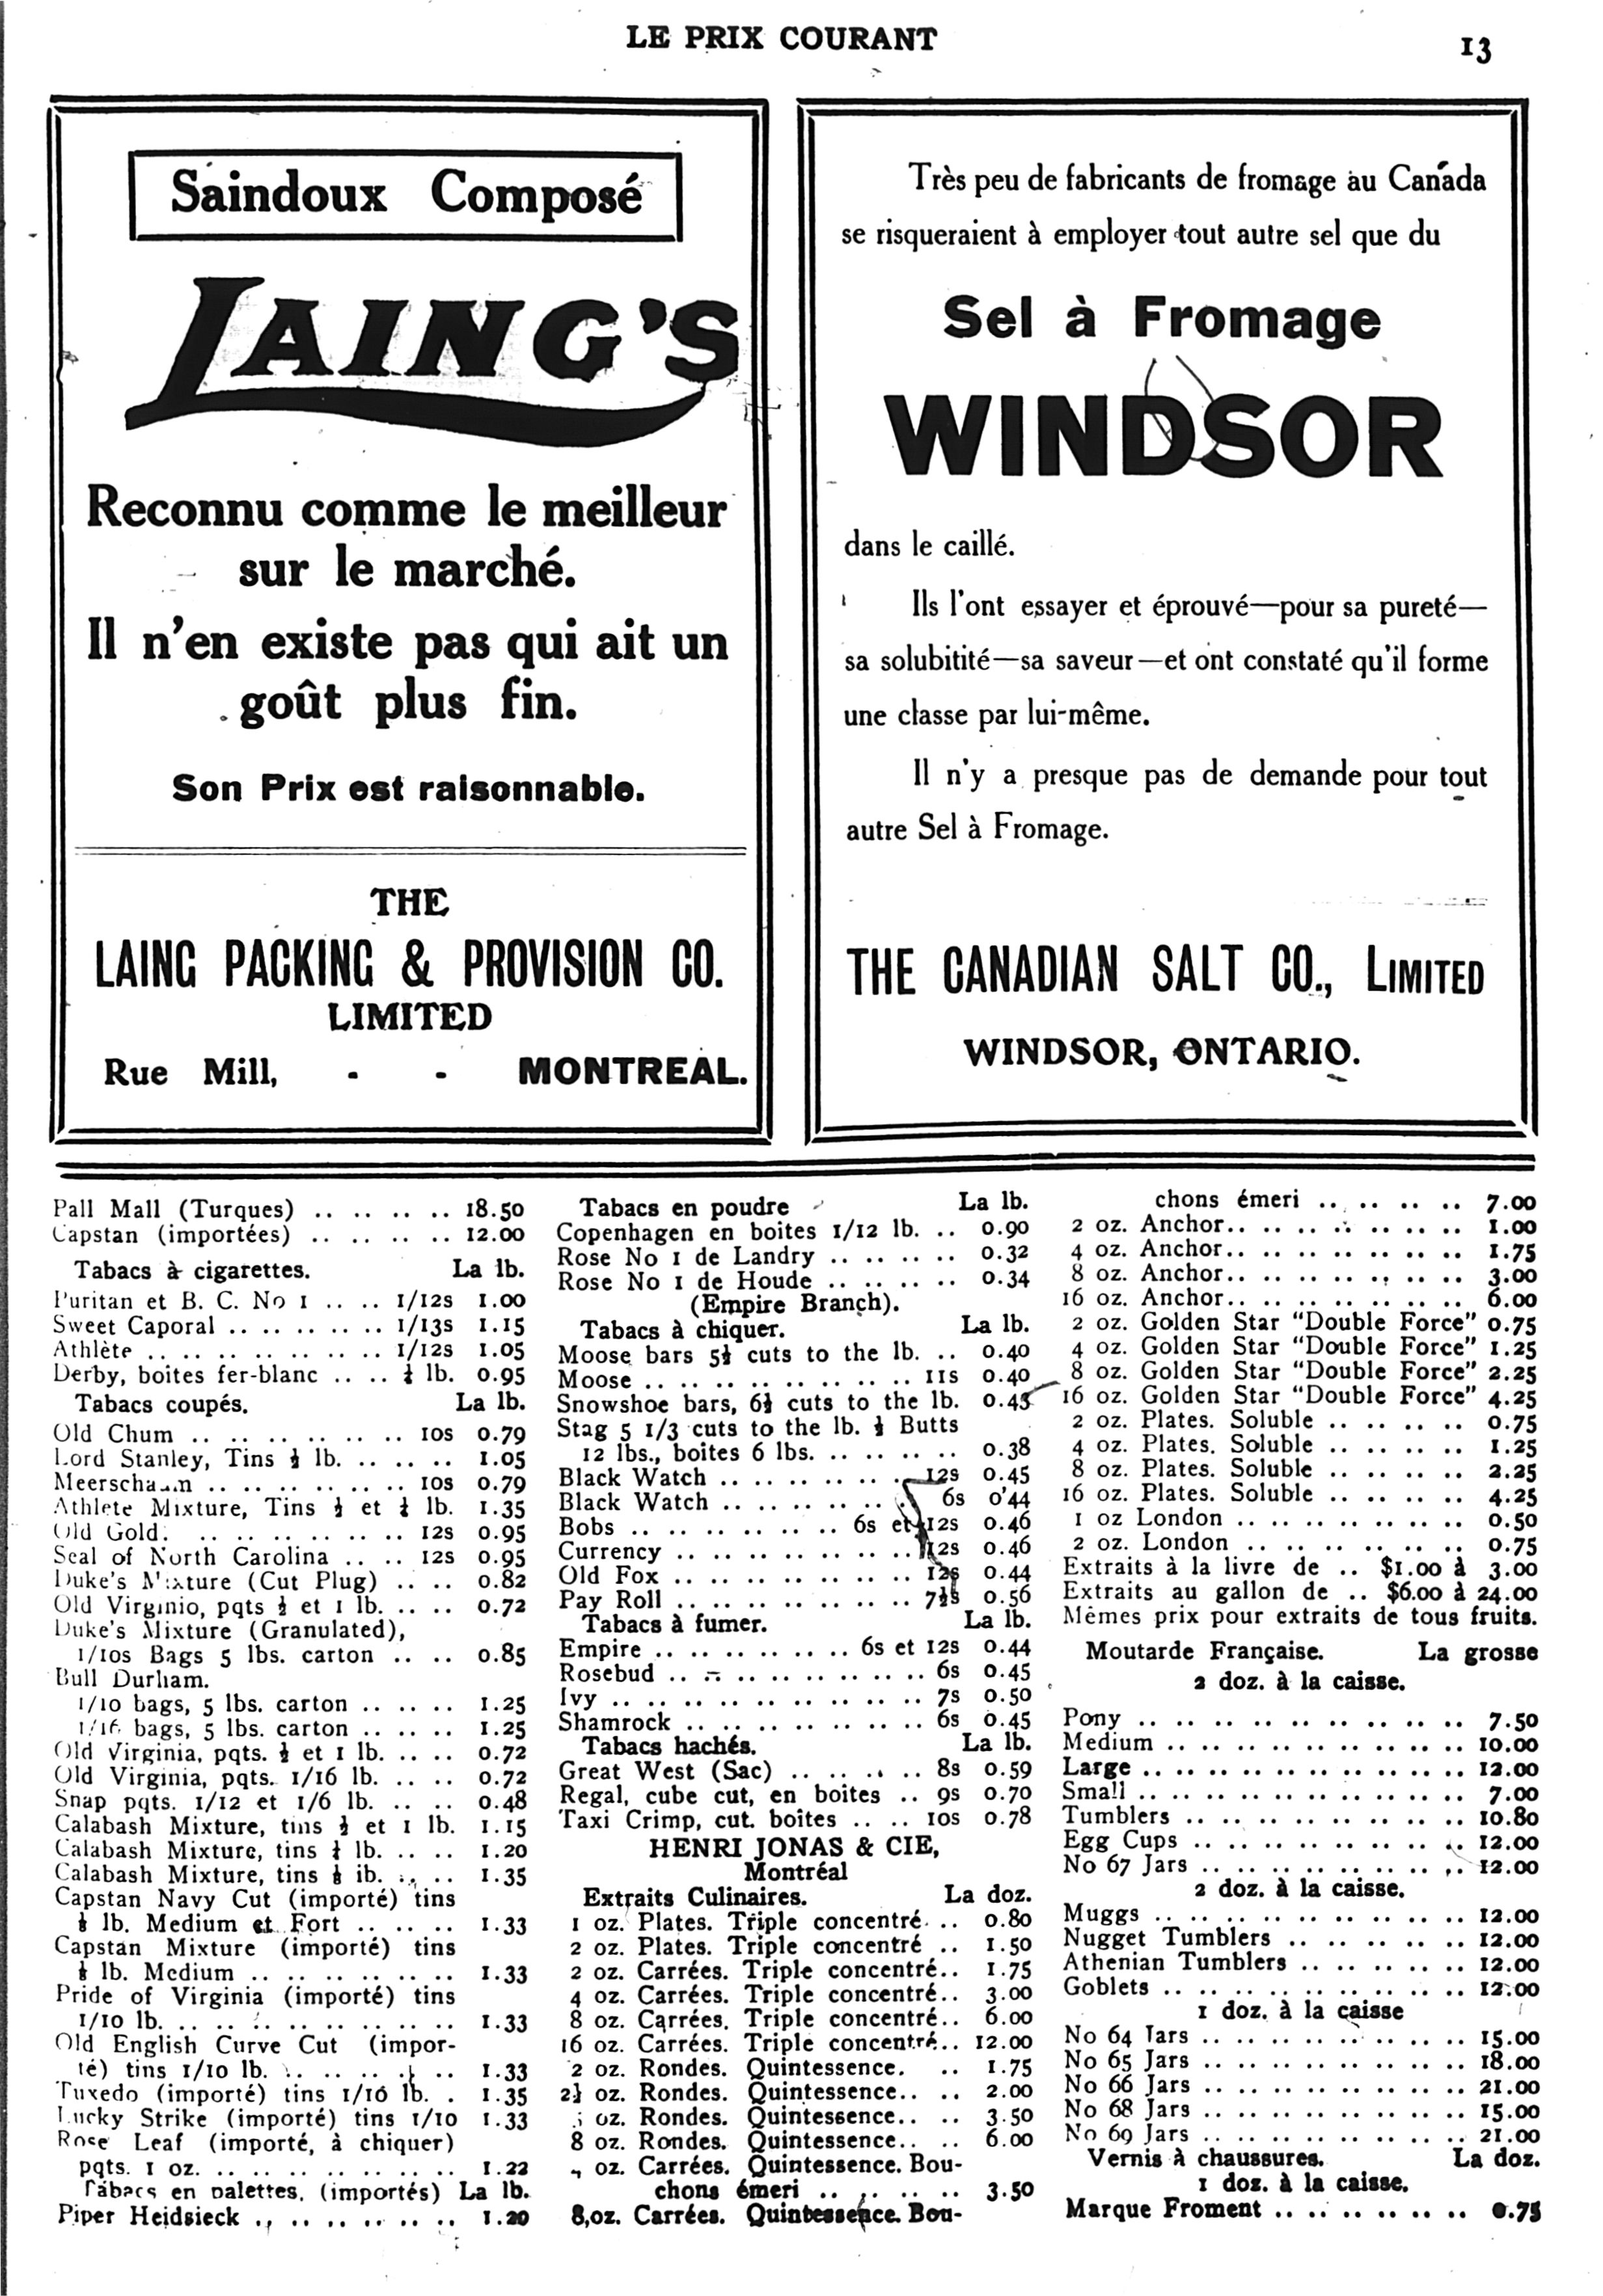 LE PRIX COURANT
13
Saindoux Composé
LAING'S
Reconnu comme le meilleur
sur le marché.
Il n'en existe pas qui ait un
goût plus fin.
Son Prix est raisonnable.
THE
LAING PACKING & PROVISION CO.
LIMITED
Rue Mill, - - MONTREAL.
Très peu de fabricants de fromage au Canada
se risqueraient à employer tout autre sel que du
Sel à Fromage
WINDSOR
dans le caillé.
Ils l'ont essayer et éprouvé—pour sa pureté—
sa solubitité—sa saveur—et ont constaté qu'il forme
une classe par lui-même.
Il n'y a presque pas de demande pour tout
autre Sel à Fromage.
THE CANADIAN SALT CO., LIMITED
WINDSOR, ONTARIO.
Pall Mall (Turques) .. .. .. .. 18.50
Capstan (importées) .. .. .. .. 12.00
Tabacs à cigarettes. La lb.
Puritan et B. C. No 1 .. .. 1/12s 1.00
Sweet Caporal .. .. .. .. .. 1/13s 1.15
Athlète .. .. .. .. .. .. .. 1/12s 1.05
Derby, boites fer-blanc .. .. ¼ lb. 0.95
Tabacs coupés. La lb.
Old Chum .. .. .. .. .. .. 10s 0.79
Lord Stanley, Tins ½ lb. .. .. .. 1.05
.. .. .. .. .. .. 10s 0.79
Athlete Mixture, Tins ½ et ¼ lb. 1.35
Old Gold. .. .. .. .. .. .. 12s 0.95
Seal of North Carolina .. .. 12s 0.95
Duke's Mixture (Cut Plug) .. .. 0.82
Old Virginio, pqts ½ et 1 lb. .. .. 0.72
Duke's Mixture (Granulated),
1/10s Bags 5 lbs. carton .. .. 0.85
Bull Durham.
1/10 bags, 5 lbs. carton .. .. .. 1.25
1/16 bags, 5 lbs. carton .. .. .. 1.25
Old Virginia, pqts. ½ et 1 lb. .. .. 0.72
Old Virginia, pqts. 1/16 lb. .. .. 0.72
Snap pqts. 1/12 et 1/6 lb. .. .. 0.48
Calabash Mixture, tins ½ et 1 lb. 1.15
Calabash Mixture, tins ¼ lb. .. .. 1.20
Calabash Mixture, tins ⅛ ib. .. .. 1.35
Capstan Navy Cut (importé) tins
lb. Medium et Fort .. .. .. 1.33
Capstan Mixture (importé) tins
lb. Medium .. .. .. .. .. 1.33
Pride of Virginia (importé) tins
1/10 lb. .. .. .. .. .. .. .. 1.33
Old English Curve Cut (impor-
té) tins 1/10 lb. .. .. .. .. 1.33
Tuxedo (importé) tins 1/10 lb. . 1.35
Lucky Strike (importé) tins 1/10 1.33
Rose Leaf (importé, à chiquer)
pqts. 1 oz. .. .. .. .. .. .. 1.22
Tabacs en palettes, (importés) La lb.
Piper Heidsieck .. .. .. .. .. 1.20
Tabacs en poudre La lb.
Copenhagen en boites 1/12 lb. .. 0.90
Rose No 1 de Landry .. .. .. .. 0.32
Rose No 1 de Houde .. .. .. .. 0.34
(Empire Branch).
Tabacs à chiquer. La lb.
Moose bars 5½ cuts to the lb. .. 0.40
Moose .. .. .. .. .. .. .. 11s 0.40
Snowshoe bars, 6½ cuts to the lb. 0.45
Stag 5 1/3 cuts to the lb. ½ Butts
12 lbs., boîtes 6 lbs. .. .. .. .. 0.38
Black Watch .. .. .. .. .. 12s 0.45
Black Watch .. .. .. .. .. 6s 0'44
Bobs .. .. .. .. .. 6s et 12s 0.46
Currency .. .. .. .. .. .. 12s 0.46
Old Fox .. .. .. .. .. .. 12s 0.44
Pay Roll .. .. .. .. .. .. 7½s 0.56
Tabacs à fumer. La lb.
Empire .. .. .. .. .. 6s et 12s 0.44
Rosebud .. .. .. .. .. .. 6s 0.45
Ivy .. .. .. .. .. .. .. .. 7s 0.50
Shamrock .. .. .. .. .. .. 6s 0.45
Tabacs hachés. La lb.
Great West (Sac) .. .. .. .. 8s 0.59
Regal, cube cut, en boites .. 9s 0.70
Taxi Crimp, cut. boites .. .. 10s 0.78
HENRI JONAS & CIE,
Montréal
Extraits Culinaires. La doz.
1 oz. Plates. Triple concentré .. 0.80
2 oz. Plates. Triple concentré .. 1.50
2 oz. Carrées. Triple concentré.. 1.75
4 oz. Carrées. Triple concentré.. 3.00
8 oz. Carrées. Triple concentré.. 6.00
16 oz. Carrées. Triple concentré.. 12.00
2 oz. Rondes. Quintessence. .. 1.75
2½ oz. Rondes. Quintessence.. .. 2.00
oz. Rondes. Quintessence.. .. 3.50
8 oz. Rondes. Quintessence.. .. 6.00
oz. Carrées. Quintessence. Bou-
chons émeri .. .. .. .. 3.50
8,oz. Carrées. Quintessence. Bou-
chons émeri .. .. .. .. 7.00
2 oz. Anchor.. .. .. .. .. .. .. 1.00
4 oz. Anchor.. .. .. .. .. .. .. 1.75
8 oz. Anchor.. .. .. .. .. .. .. 3.00
16 oz. Anchor.. .. .. .. .. .. .. 6.00
2 oz. Golden Star "Double Force" 0.75
4 oz. Golden Star "Double Force" 1.25
8 oz. Golden Star "Double Force" 2.25
16 oz. Golden Star "Double Force" 4.25
2 oz. Plates. Soluble .. .. .. .. 0.75
4 oz. Plates. Soluble .. .. .. .. 1.25
8 oz. Plates. Soluble .. .. .. .. 2.25
16 oz. Plates. Soluble .. .. .. .. 4.25
1 oz London .. .. .. .. .. .. 0.50
2 oz. London .. .. .. .. .. .. 0.75
Extraits à la livre de .. $1.00 à 3.00
Extraits au gallon de .. $6.00 à 24.00
Mêmes prix pour extraits de tous fruits.
Moutarde Française. La grosse
2 doz. à la caisse.
Pony .. .. .. .. .. .. .. .. 7.50
Medium .. .. .. .. .. .. .. .. 10.00
Large .. .. .. .. .. .. .. .. 12.00
Small .. .. .. .. .. .. .. .. 7.00
Tumblers .. .. .. .. .. .. .. 10.80
Egg Cups .. .. .. .. .. .. .. 12.00
No 67 Jars .. .. .. .. .. .. .. 12.00
2 doz. à la caisse.
Muggs .. .. .. .. .. .. .. .. 12.00
Nugget Tumblers .. .. .. .. .. 12.00
Athenian Tumblers .. .. .. .. 12.00
Goblets .. .. .. .. .. .. .. .. 12.00
1 doz. à la caisse
No 64 Jars .. .. .. .. .. .. .. 15.00
No 65 Jars .. .. .. .. .. .. .. 18.00
No 66 Jars .. .. .. .. .. .. .. 21.00
No 68 Jars .. .. .. .. .. .. .. 15.00
No 69 Jars .. .. .. .. .. .. .. 21.00
Vernis à chaussures. La doz.
1 doz. à la caisse.
Marque Froment .. .. .. .. .. 0.75